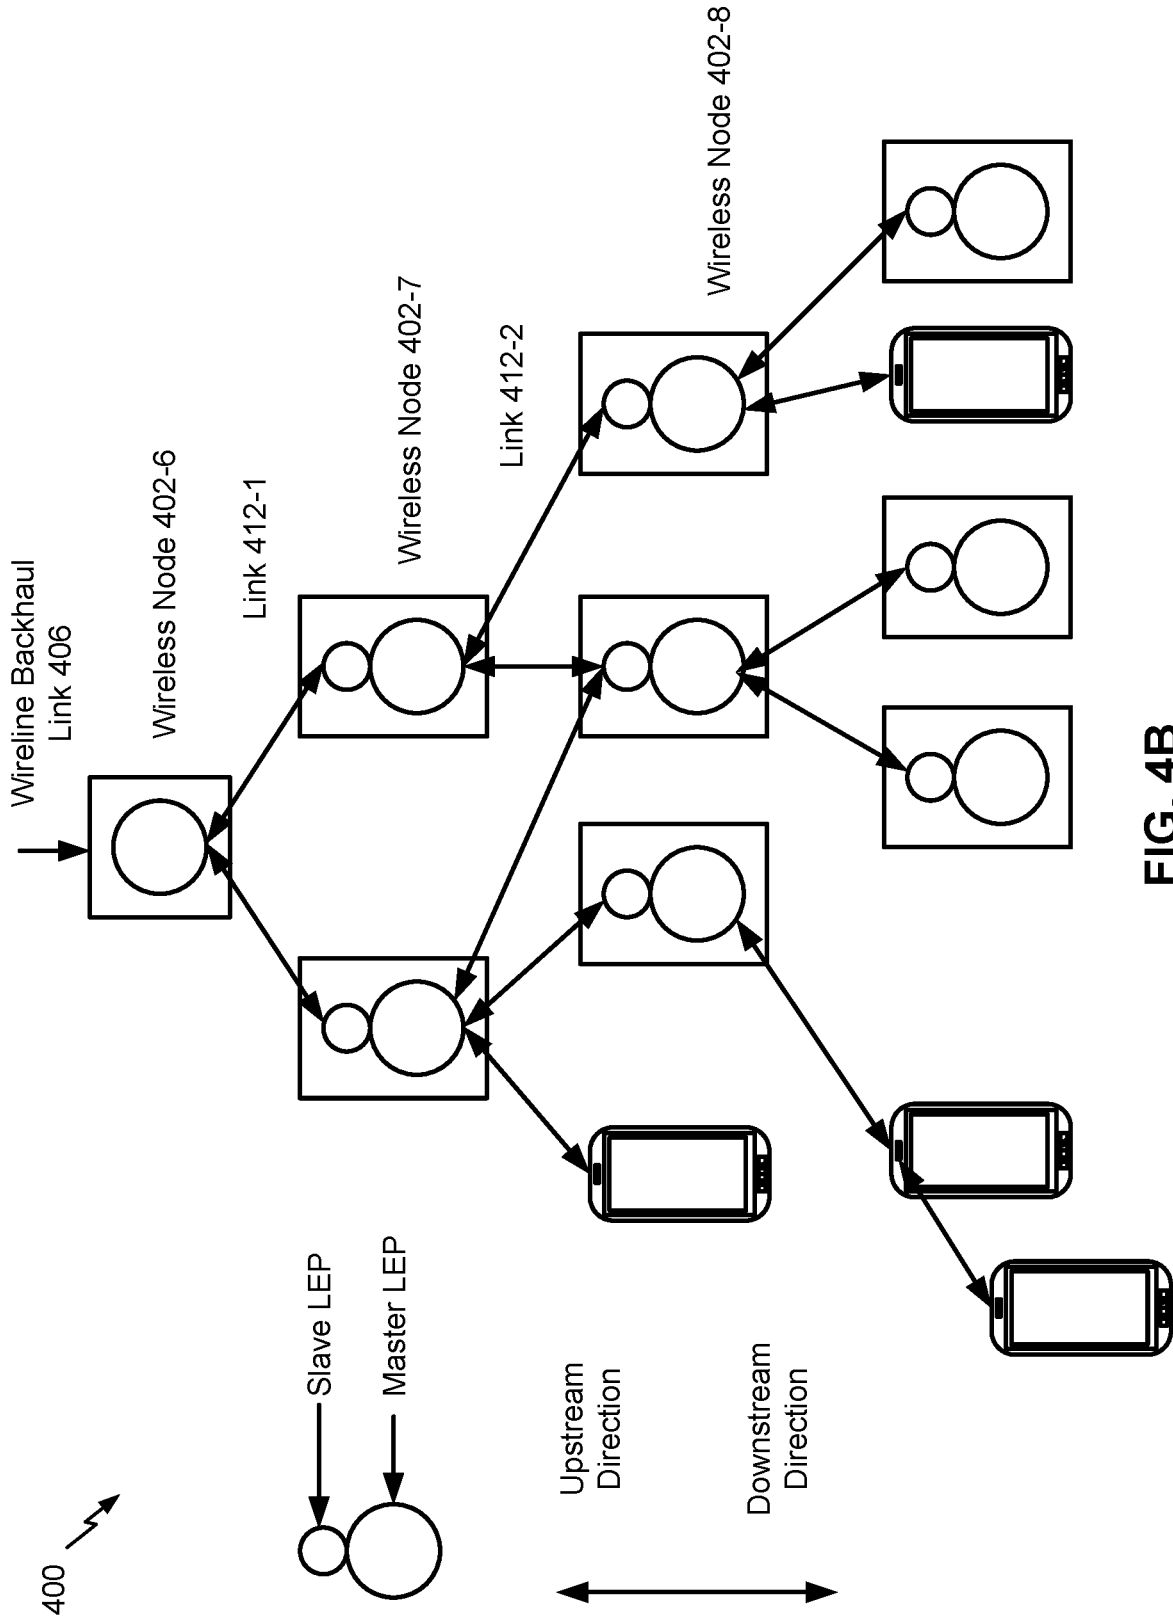 400
Wireline Backhaul
Link 406
Wireless Node 402-6
Link 412-1
Wireless Node 402-7
Link 412-2
Wireless Node 402-8
Slave LEP
Master LEP
Upstream
Direction
Downstream
Direction
FIG. 4B